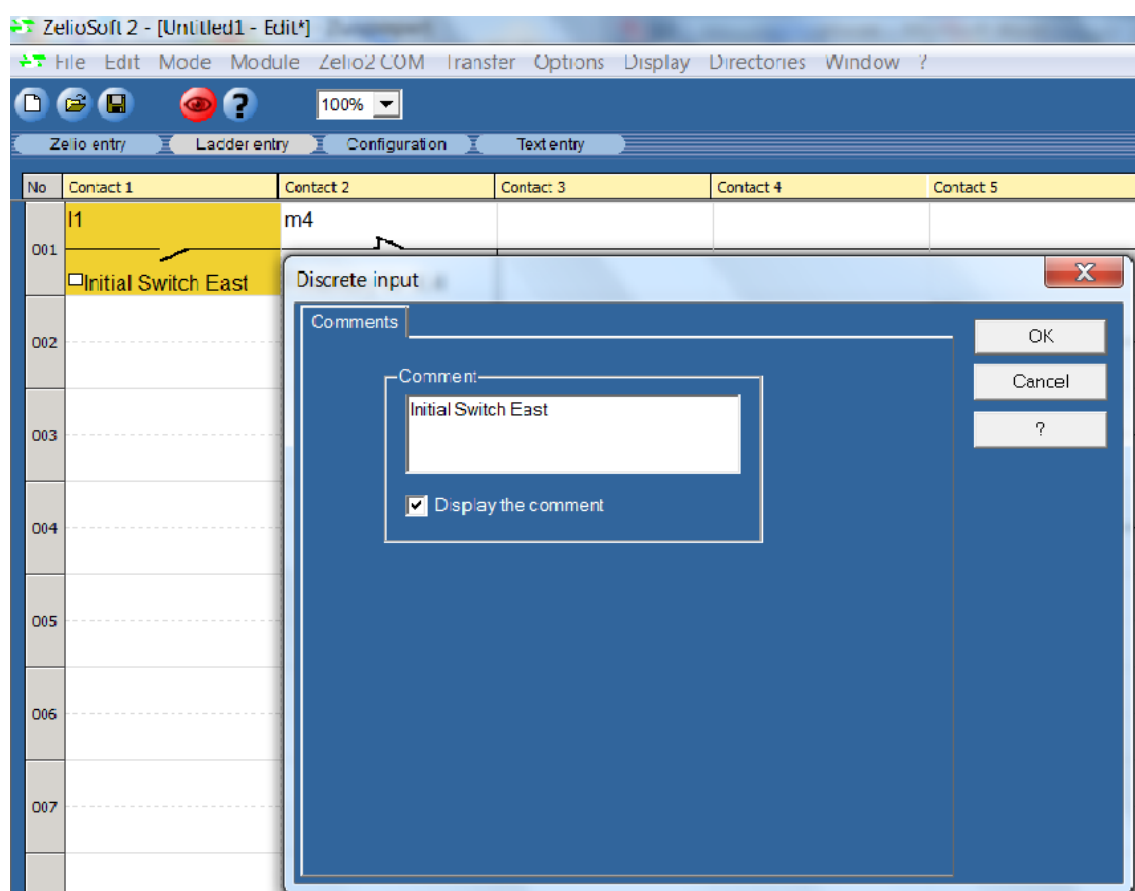 ZelioSoft 2 - [Untitled1 - Edit*]
File Edit Mode Module Zelio2 COM Transfer Options Display Directories Window ?
? 100%
Zelio entry Ladder entry Configuration Text entry
No Contact 1 Contact 2 Contact 3 Contact 4 Contact 5
I1 m4
001
Initial Switch East
Discrete input X
Comments
OK
002
Comment
Cancel
Initial Switch East
?
003
Display the comment
004
005
006
007